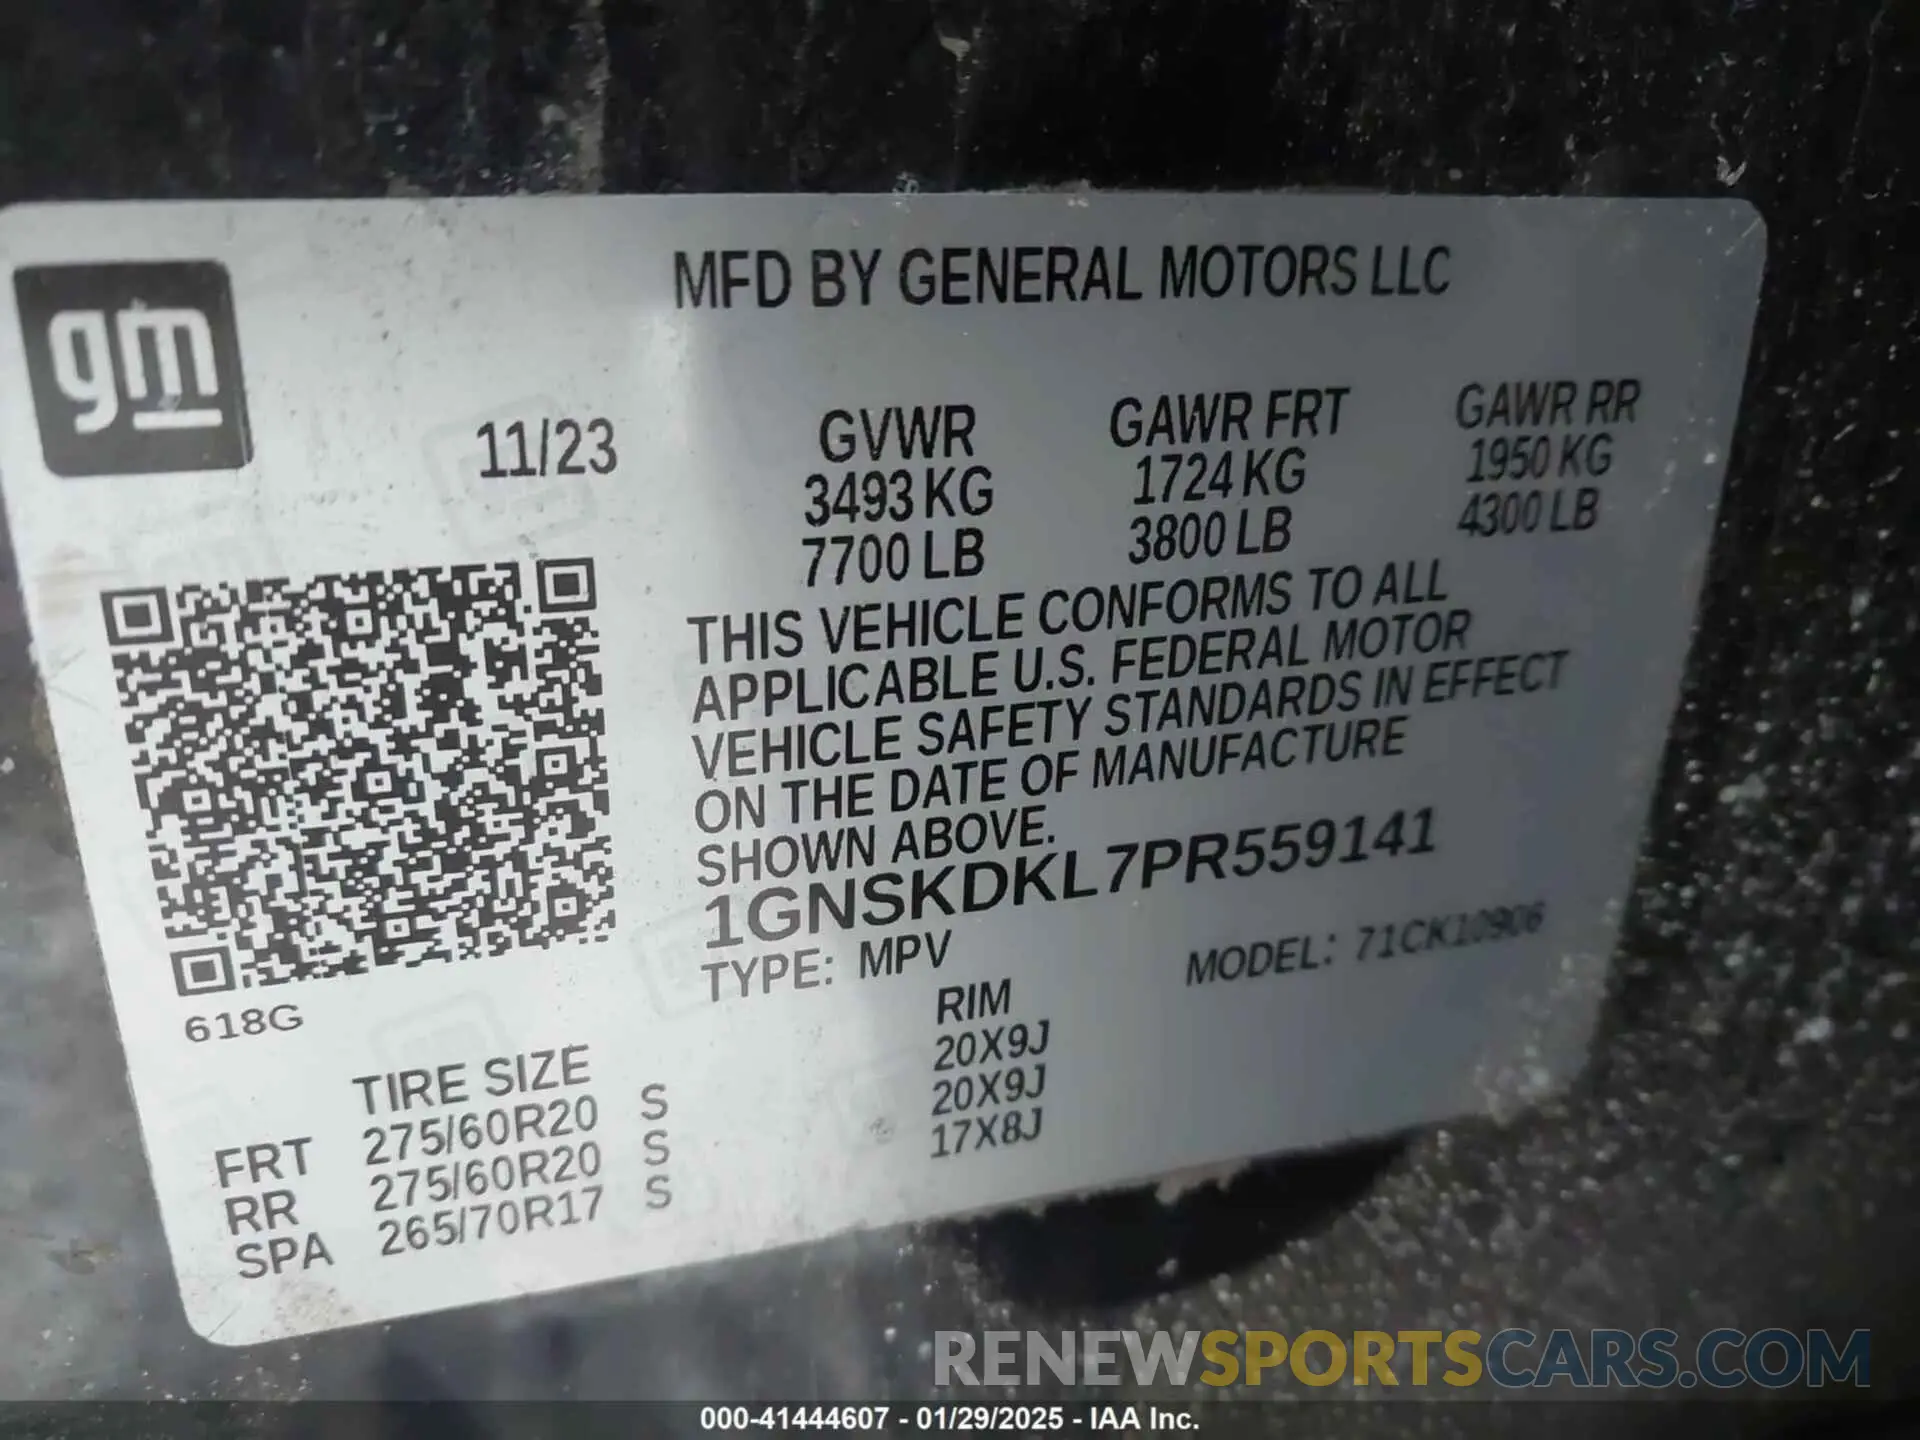 gm
MFD BY GENERAL MOTORS LLC
11/23
GVWR GAWR FRT GAWR RR
3493 KG 1724 KG 1950 KG
7700 LB 3800 LB 4300 LB
THIS VEHICLE CONFORMS TO ALL
APPLICABLE U.S. FEDERAL MOTOR
VEHICLE SAFETY STANDARDS IN EFFECT
ON THE DATE OF MANUFACTURE
SHOWN ABOVE.
1GNSKDKL7PR559141
TYPE: MPV MODEL: 71CK10906
618G
TIRE SIZE RIM
FRT 275/60R20 S 20X9J
RR 275/60R20 S 20X9J
SPA 265/70R17 S 17X8J
RENEWSPORTSCARS.COM
000-41444607 - 01/29/2025 - IAA Inc.